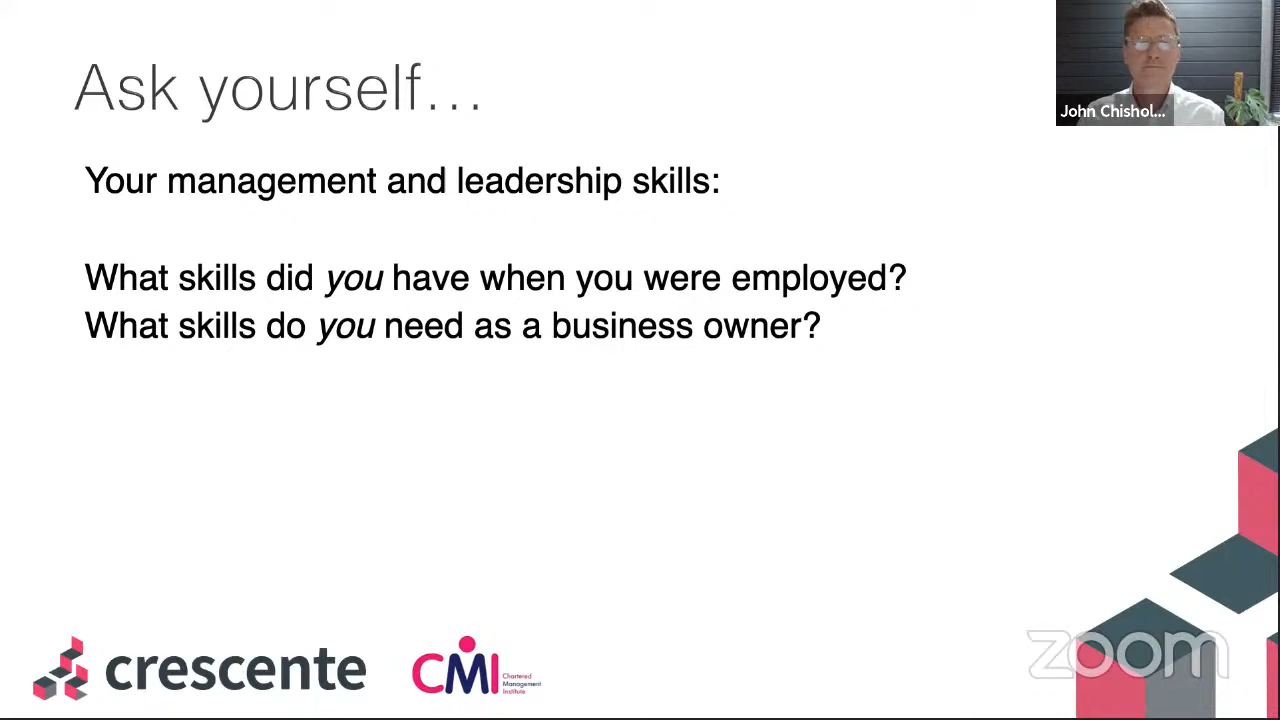 Ask yourself...
John Chishol...
Your management and leadership skills:
What skills did you have when you were employed?
What skills do you need as a business owner?
crescente
CMI
Chartered
Management
Institute
zoom